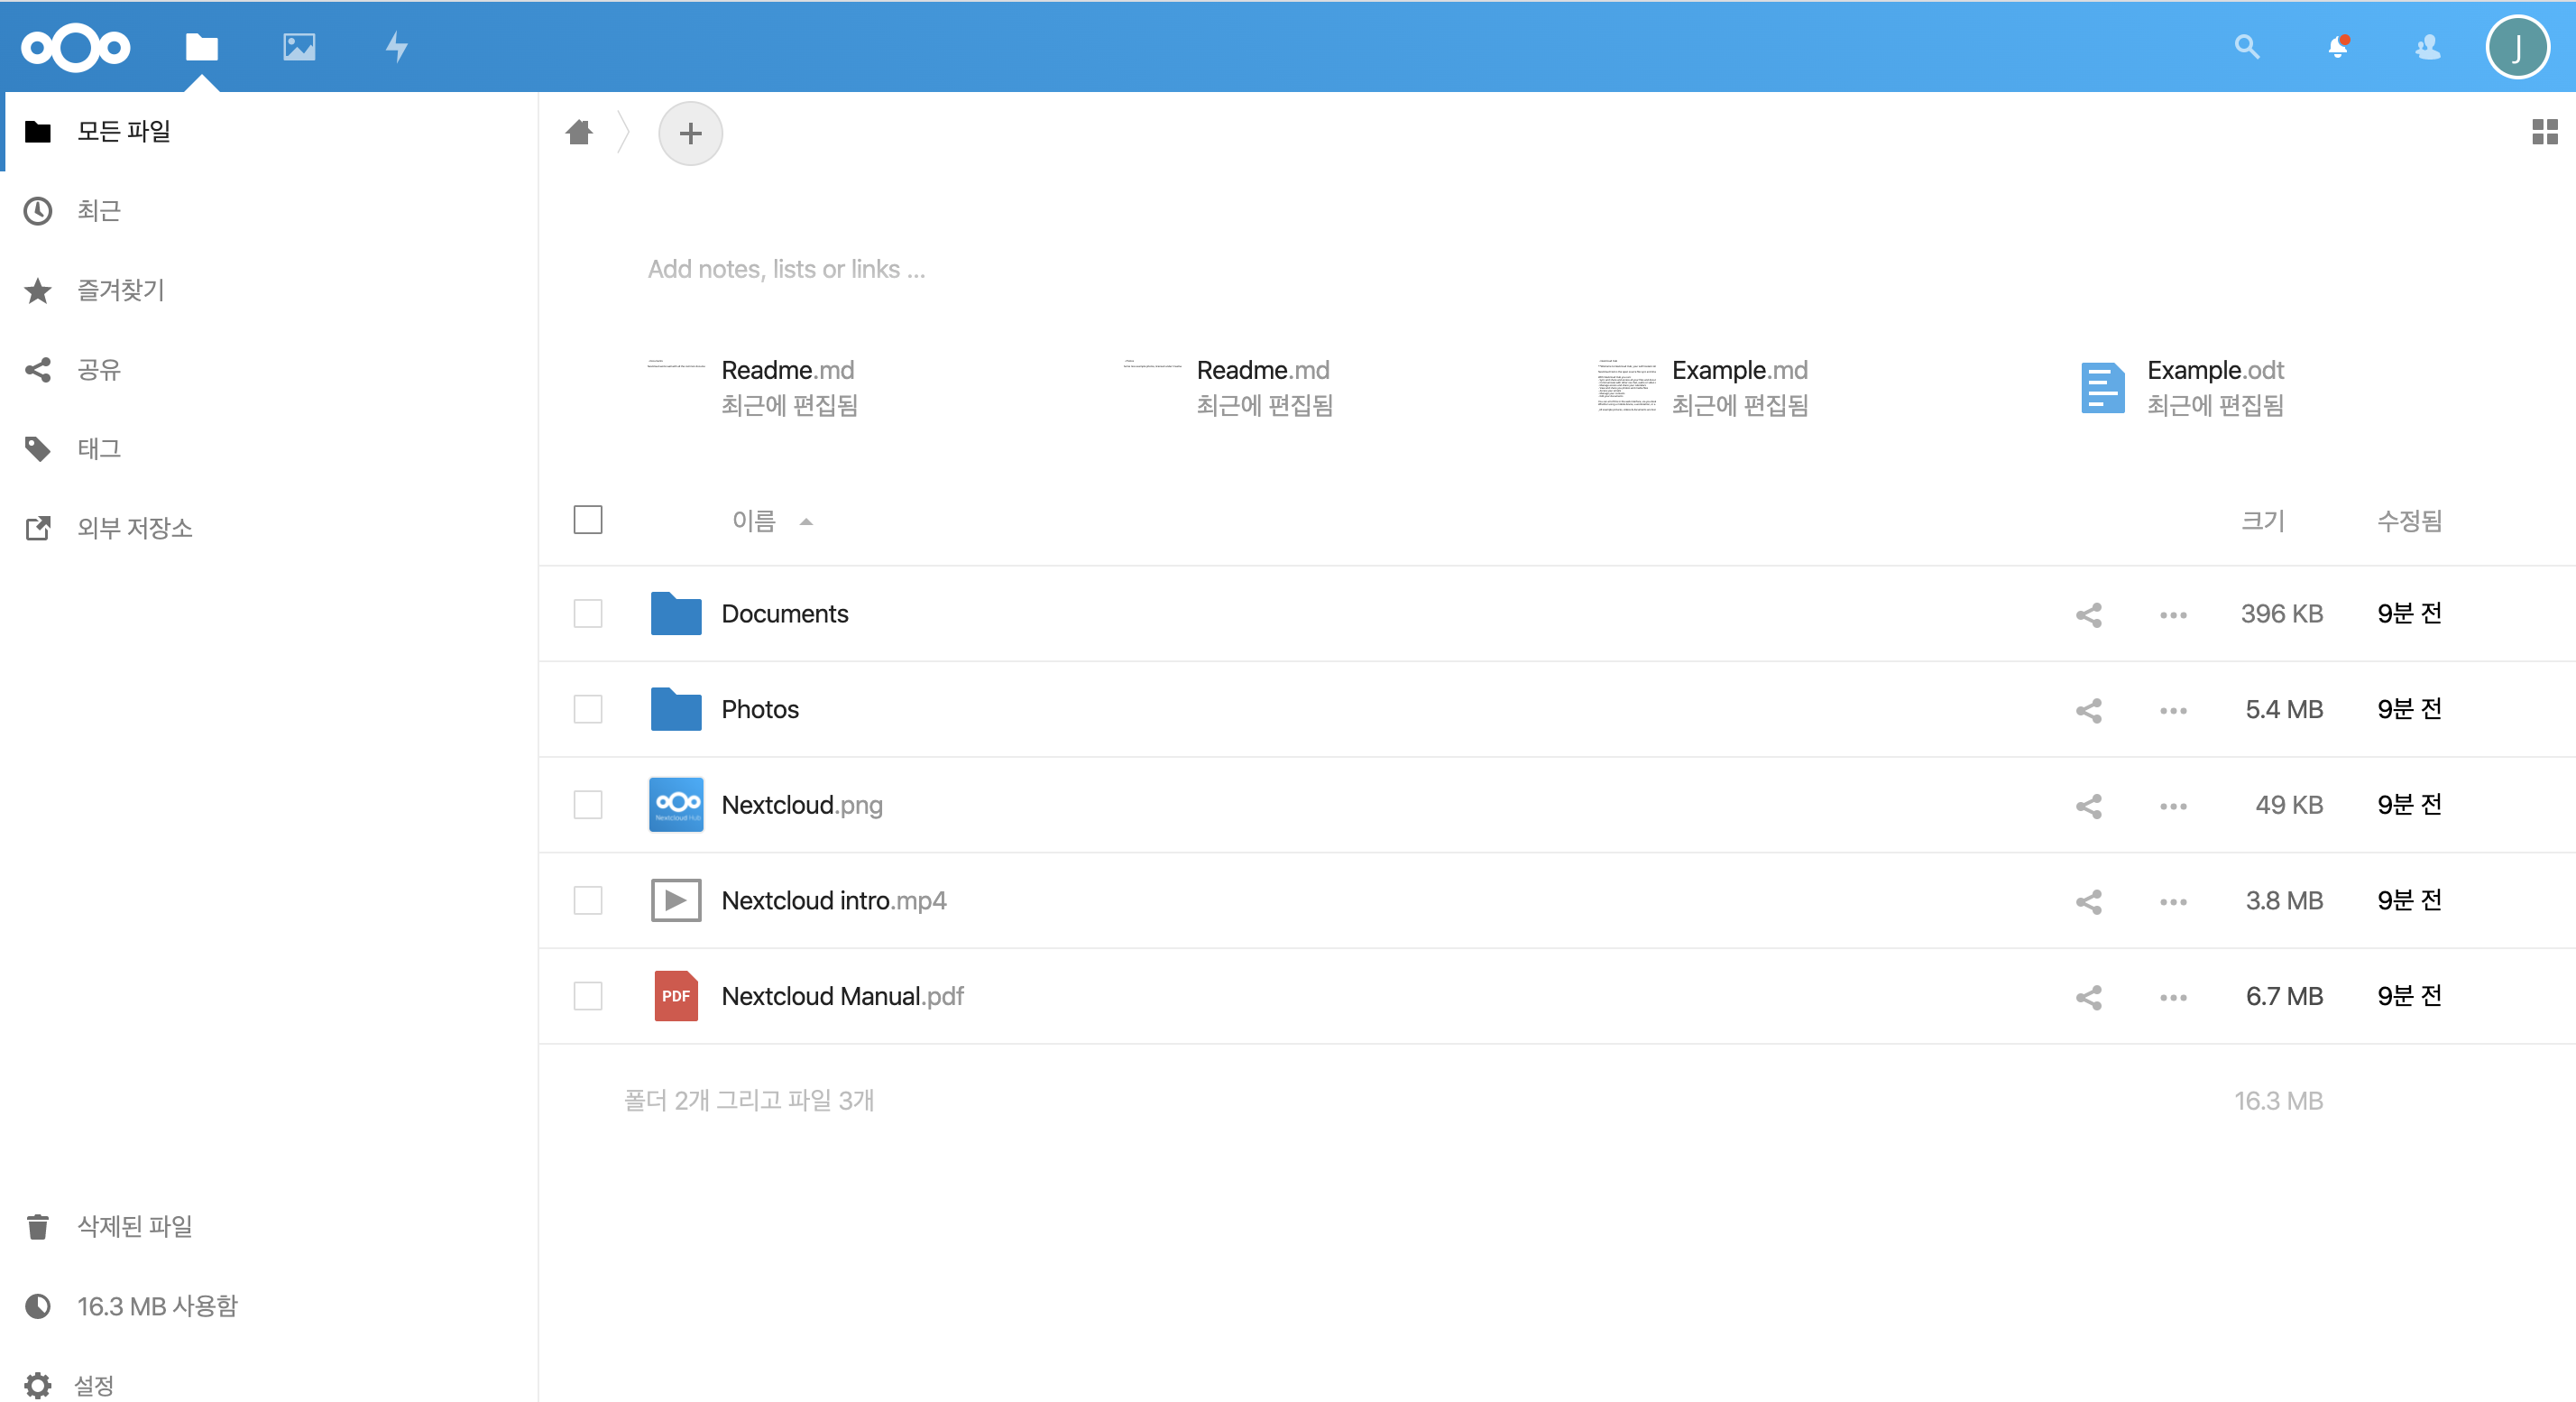 J
모든 파일
최근
즐겨찾기
공유
태그
외부 저장소
Add notes, lists or links ...
Readme.md
최근에 편집됨
Readme.md
최근에 편집됨
Example.md
최근에 편집됨
Example.odt
최근에 편집됨
이름 크기 수정됨
Documents 396 KB 9분 전
Photos 5.4 MB 9분 전
Nextcloud Hub
Nextcloud.png 49 KB 9분 전
Nextcloud intro.mp4 3.8 MB 9분 전
PDF Nextcloud Manual.pdf 6.7 MB 9분 전
폴더 2개 그리고 파일 3개 16.3 MB
삭제된 파일
16.3 MB 사용함
설정